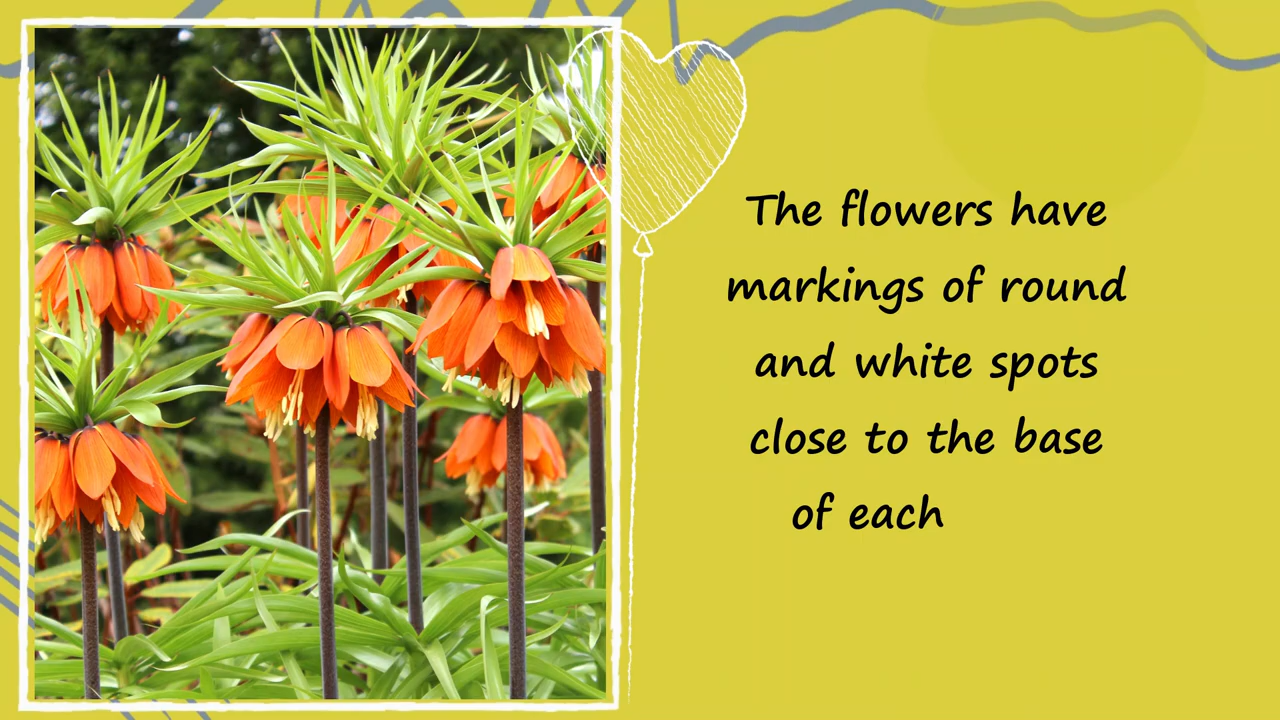 The flowers have
markings of round
and white spots
close to the base
of each